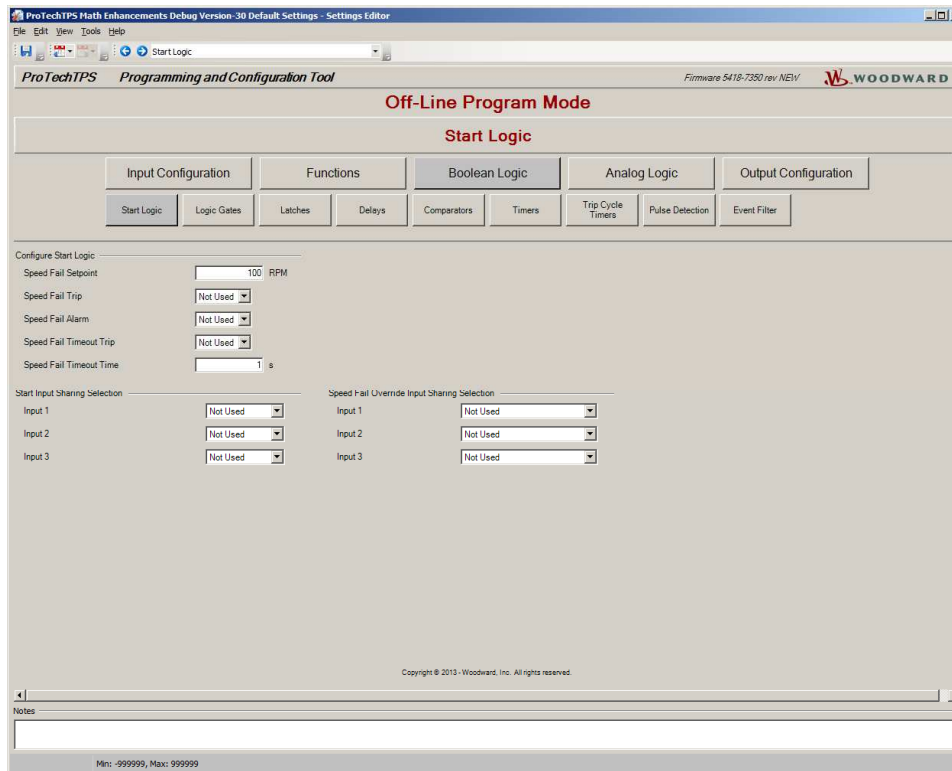 ProTechTPS Math Enhancements Debug Version-30 Default Settings - Settings Editor
File Edit View Tools Help
Start Logic
ProTechTPS Programming and Configuration Tool Firmware 5418-7350 rev NEW WOODWARD
Off-Line Program Mode
Start Logic
Input Configuration Functions Boolean Logic Analog Logic Output Configuration
Start Logic Logic Gates Latches Delays Comparators Timers Trip Cycle Timers Pulse Detection Event Filter
Configure Start Logic
Speed Fail Setpoint 100 RPM
Speed Fail Trip Not Used
Speed Fail Alarm Not Used
Speed Fail Timeout Trip Not Used
Speed Fail Timeout Time 1 s
Start Input Sharing Selection Speed Fail Override Input Sharing Selection
Input 1 Not Used Input 1 Not Used
Input 2 Not Used Input 2 Not Used
Input 3 Not Used Input 3 Not Used
Copyright © 2013 - Woodward, Inc. All rights reserved.
Notes
Min: -999999, Max: 999999